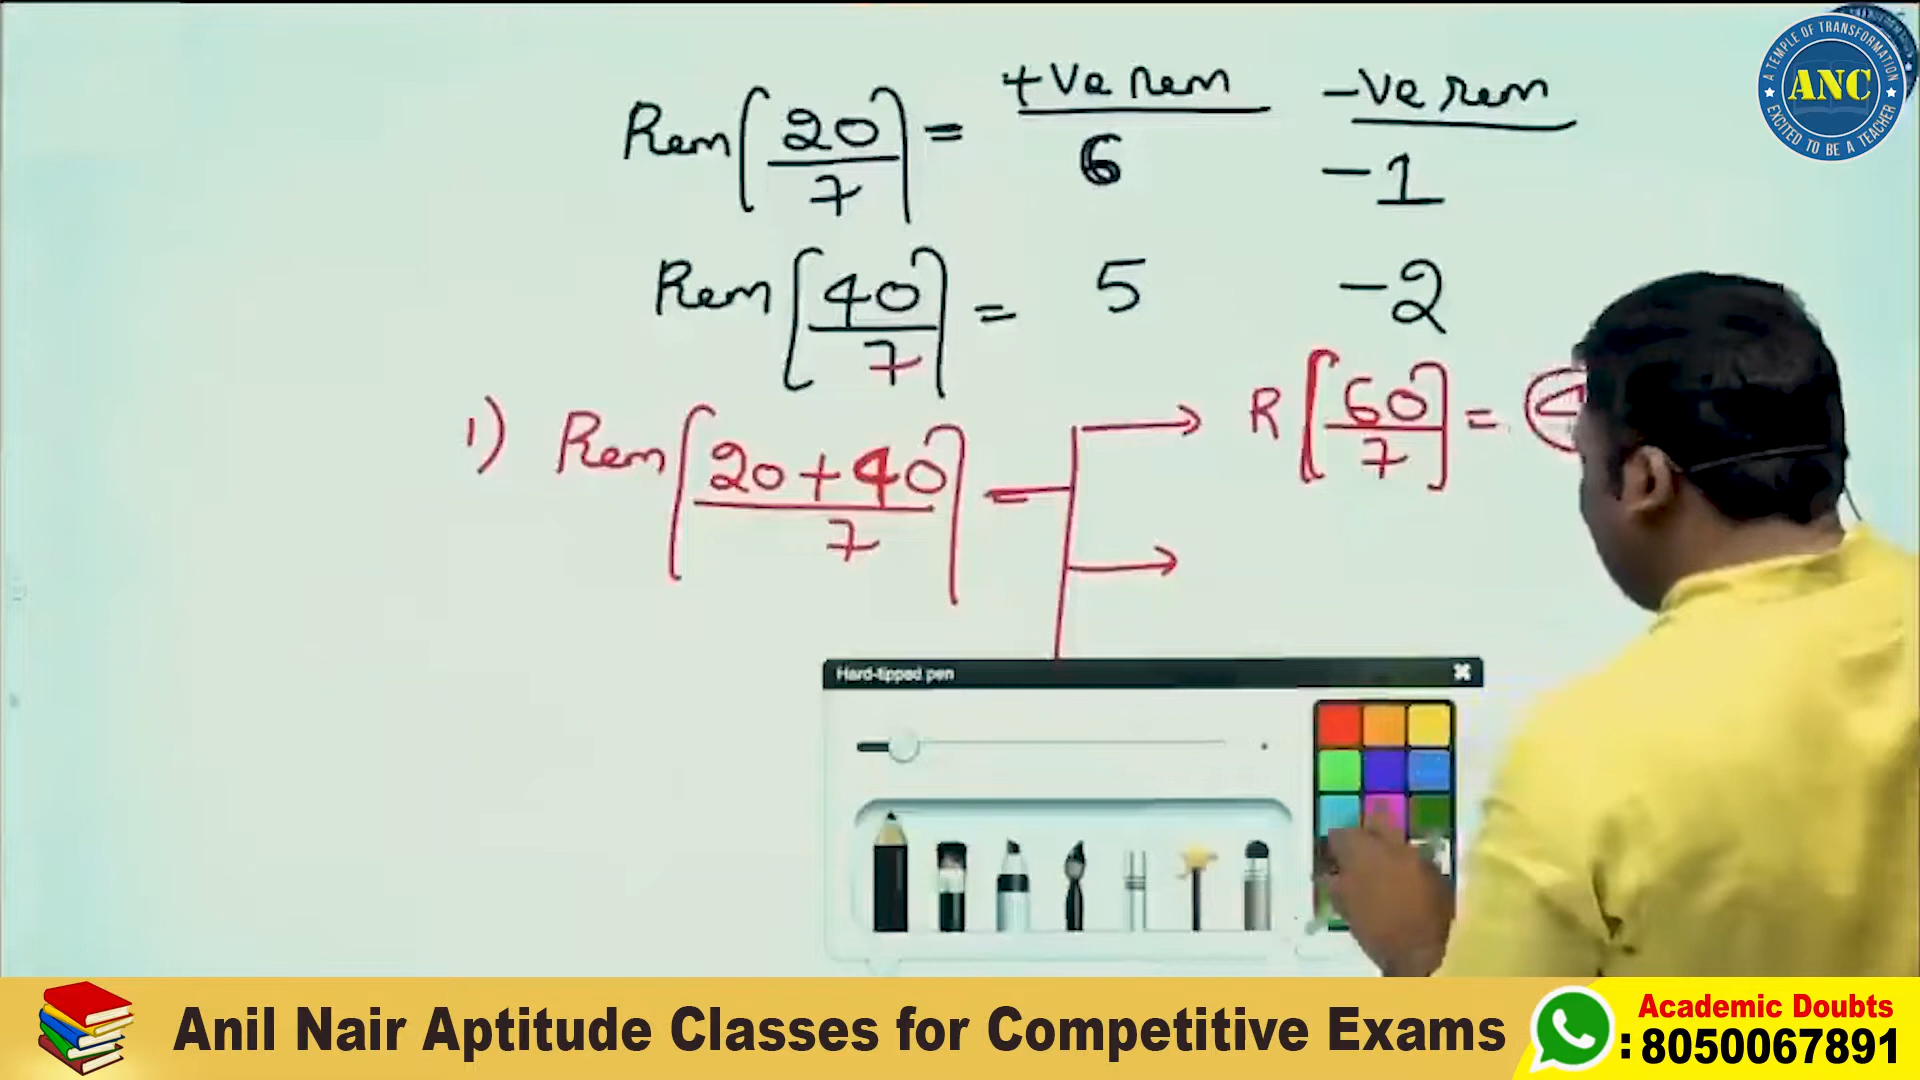 +ve rem -ve rem
Rem[20/7] = 6 -1
Rem[40/7] = 5 -2
1) Rem[20+40/7] = R[60/7] = 4
Hard-tipped pen
A TEMPLE OF TRANSFORMATION
ANC
EXCITED TO BE A TEACHER
Anil Nair Aptitude Classes for Competitive Exams
Academic Doubts
: 8050067891